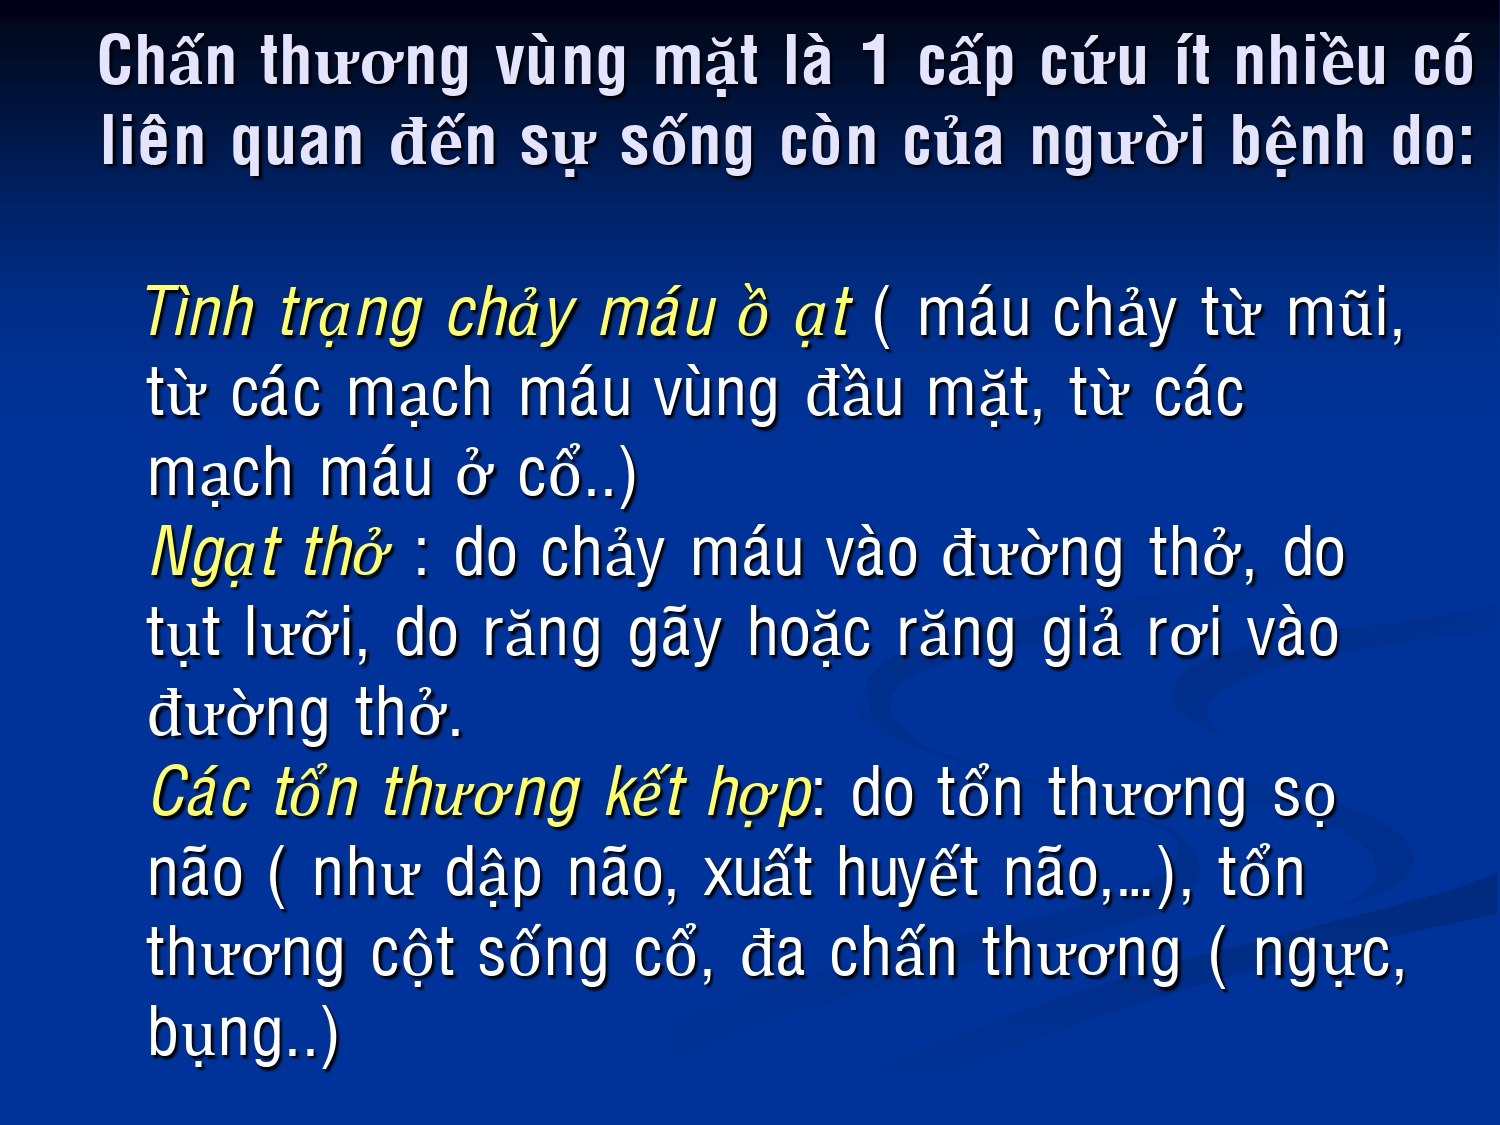 Chấn thương vùng mặt là 1 cấp cứu ít nhiều có
liên quan đến sự sống còn của người bệnh do:
Tình trạng chảy máu ồ ạt ( máu chảy từ mũi,
từ các mạch máu vùng đầu mặt, từ các
mạch máu ở cổ..)
Ngạt thở : do chảy máu vào đường thở, do
tụt lưỡi, do răng gãy hoặc răng giả rơi vào
đường thở.
Các tổn thương kết hợp: do tổn thương sọ
não ( như dập não, xuất huyết não,...), tổn
thương cột sống cổ, đa chấn thương ( ngực,
bụng..)